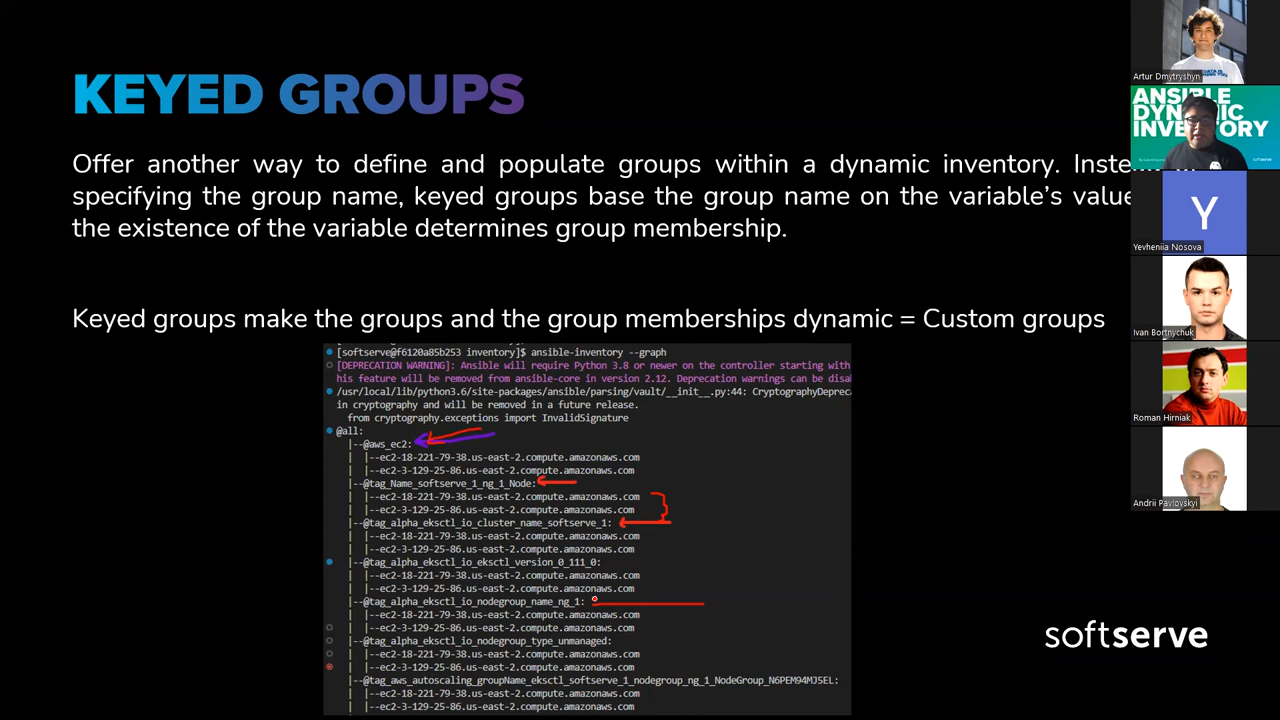 KEYED GROUPS
Offer another way to define and populate groups within a dynamic inventory.
specifying the group name, keyed groups base the group name on the variable's value
the existence of the variable determines group membership.
Keyed groups make the groups and the group memberships dynamic = Custom groups
[softserve@f6120a85b253 inventory]$ ansible-inventory --graph
[DEPRECATION WARNING]: Ansible will require Python 3.8 or newer on the controller starting with
his feature will be removed from ansible-core in version 2.12. Deprecation warnings can be disa
/usr/local/lib/python3.6/site-packages/ansible/parsing/vault/__init__.py:44: CryptographyDeprec
in cryptography and will be removed in a future release.
from cryptography.exceptions import InvalidSignature
@all:
|--@aws_ec2:
| |--ec2-18-221-79-38.us-east-2.compute.amazonaws.com
| |--ec2-3-129-25-86.us-east-2.compute.amazonaws.com
|--@tag_Name_softserve_1_ng_1_Node:
| |--ec2-18-221-79-38.us-east-2.compute.amazonaws.com
| |--ec2-3-129-25-86.us-east-2.compute.amazonaws.com
|--@tag_alpha_eksctl_io_cluster_name_softserve_1:
| |--ec2-18-221-79-38.us-east-2.compute.amazonaws.com
| |--ec2-3-129-25-86.us-east-2.compute.amazonaws.com
|--@tag_alpha_eksctl_io_eksctl_version_0_111_0:
| |--ec2-18-221-79-38.us-east-2.compute.amazonaws.com
| |--ec2-3-129-25-86.us-east-2.compute.amazonaws.com
|--@tag_alpha_eksctl_io_nodegroup_name_ng_1:
| |--ec2-18-221-79-38.us-east-2.compute.amazonaws.com
| |--ec2-3-129-25-86.us-east-2.compute.amazonaws.com
|--@tag_alpha_eksctl_io_nodegroup_type_unmanaged:
| |--ec2-18-221-79-38.us-east-2.compute.amazonaws.com
| |--ec2-3-129-25-86.us-east-2.compute.amazonaws.com
|--@tag_aws_autoscaling_groupName_eksctl_softserve_1_nodegroup_ng_1_NodeGroup_N6PEM94MJ5EL:
| |--ec2-18-221-79-38.us-east-2.compute.amazonaws.com
| |--ec2-3-129-25-86.us-east-2.compute.amazonaws.com
softserve
Artur Dmytryshyn
ANSIBLE
DYNAMIC
INVENTORY
softserve
Y
Yevheniia Nosova
Ivan Bortnychuk
Roman Hirniak
Andrii Pavlovskyi